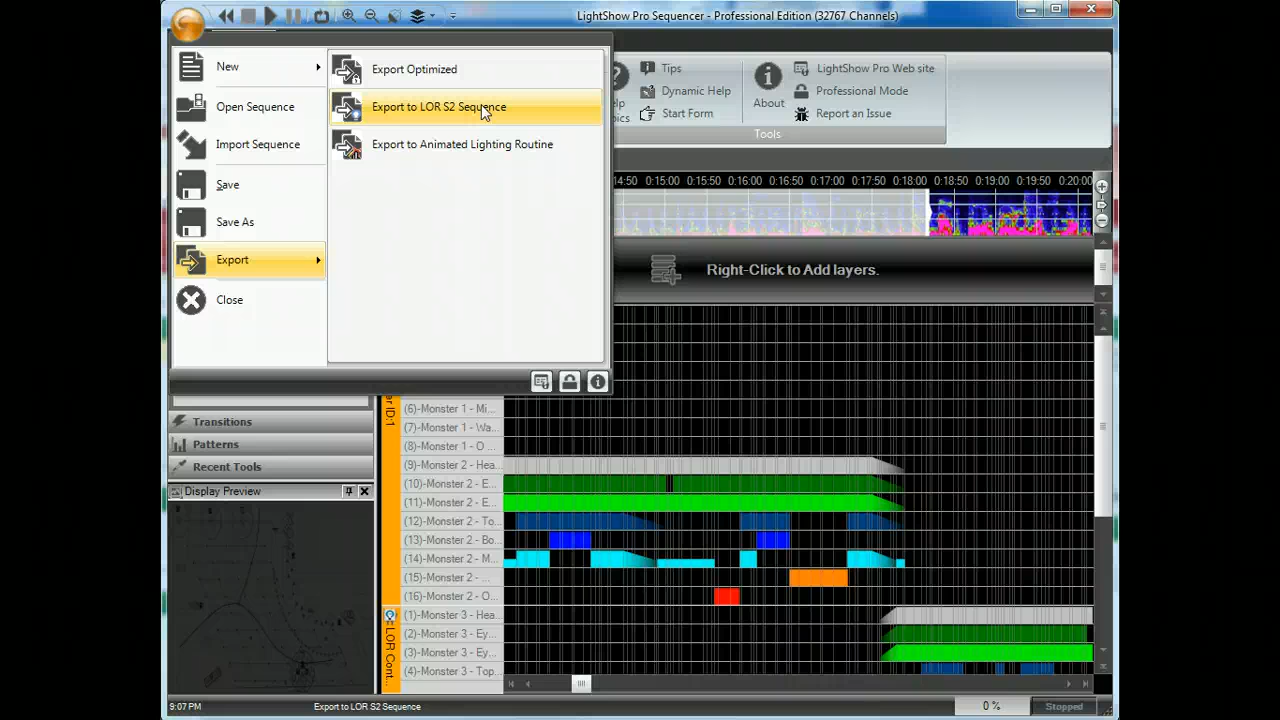 LightShow Pro Sequencer - Professional Edition (32767 Channels)
New
Open Sequence
Import Sequence
Save
Save As
Export
Close
Export Optimized
Export to LOR S2 Sequence
Export to Animated Lighting Routine
Tips
Dynamic Help
Start Form
About
LightShow Pro Web site
Professional Mode
Report an Issue
Tools
0:15:00 0:15:50 0:16:00 0:16:50 0:17:00 0:17:50 0:18:00 0:18:50 0:19:00 0:19:50 0:20:00
Right-Click to Add layers.
Transitions
Patterns
Recent Tools
Display Preview
(6)-Monster 1 - Mi...
(7)-Monster 1 - Wa...
(8)-Monster 1 - O ...
(9)-Monster 2 - Hea...
(10)-Monster 2 - E...
(11)-Monster 2 - E...
(12)-Monster 2 - To...
(13)-Monster 2 - Bo...
(14)-Monster 2 - M...
(15)-Monster 2 - ...
(16)-Monster 2 - O...
(1)-Monster 3 - Hea...
(2)-Monster 3 - Ey...
(3)-Monster 3 - Ey...
(4)-Monster 3 - Top...
LOR Cont...
9:07 PM
Export to LOR S2 Sequence
0 %
Stopped